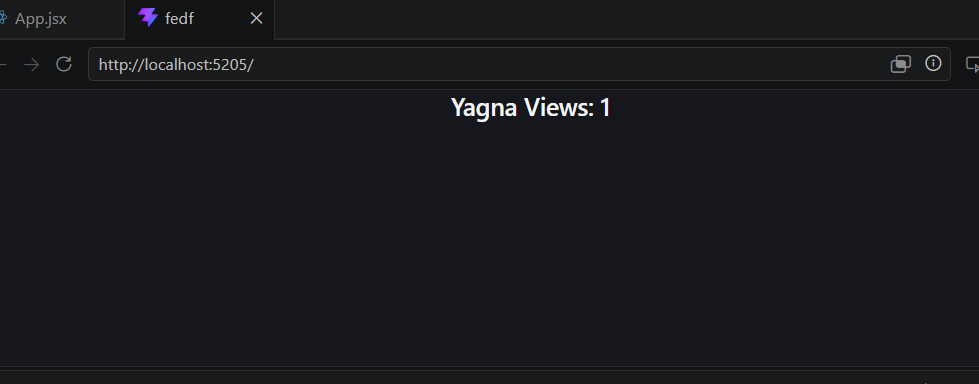 App.jsx
fedf
http://localhost:5205/
Yagna Views: 1